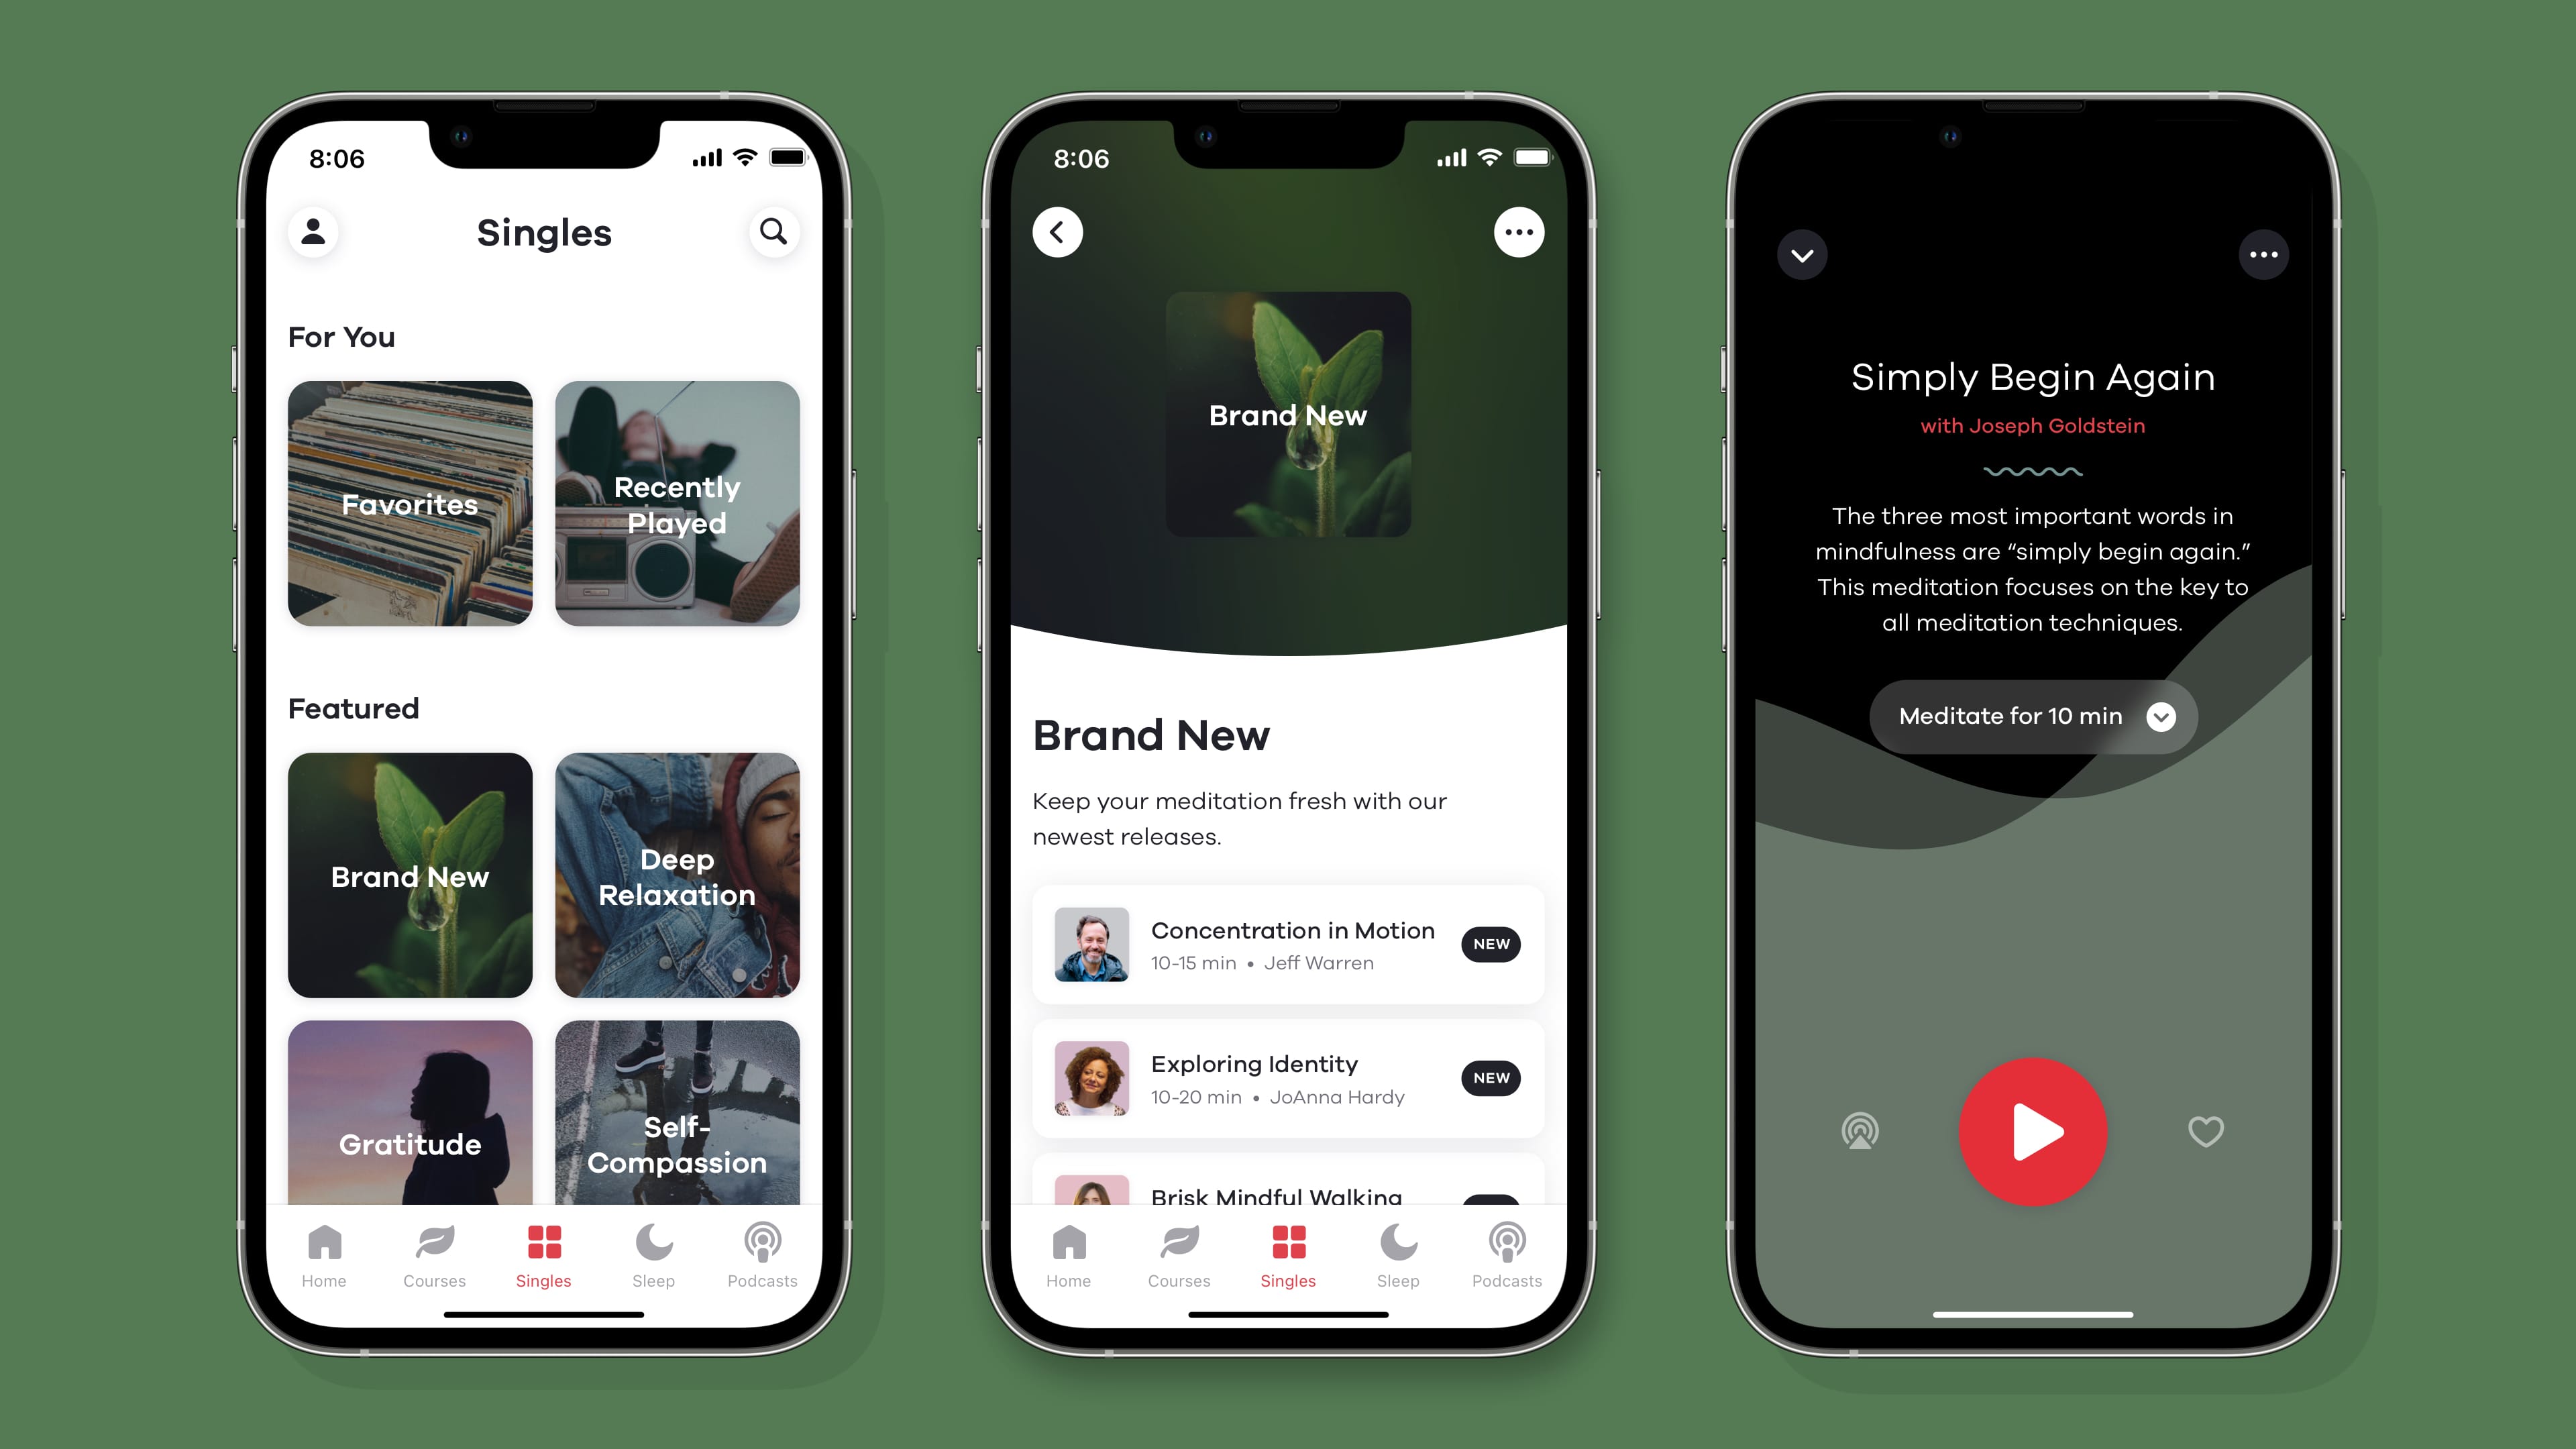 8:06
Singles
For You
Favorites
Recently
Played
Featured
Brand New
Deep
Relaxation
Gratitude
Self-
Compassion
Home
Courses
Singles
Sleep
Podcasts
8:06
Brand New
Brand New
Keep your meditation fresh with our
newest releases.
Concentration in Motion
10-15 min • Jeff Warren
NEW
Exploring Identity
10-20 min • JoAnna Hardy
NEW
Brisk Mindful Walking
Home
Courses
Singles
Sleep
Podcasts
Simply Begin Again
with Joseph Goldstein
The three most important words in
mindfulness are “simply begin again.”
This meditation focuses on the key to
all meditation techniques.
Meditate for 10 min